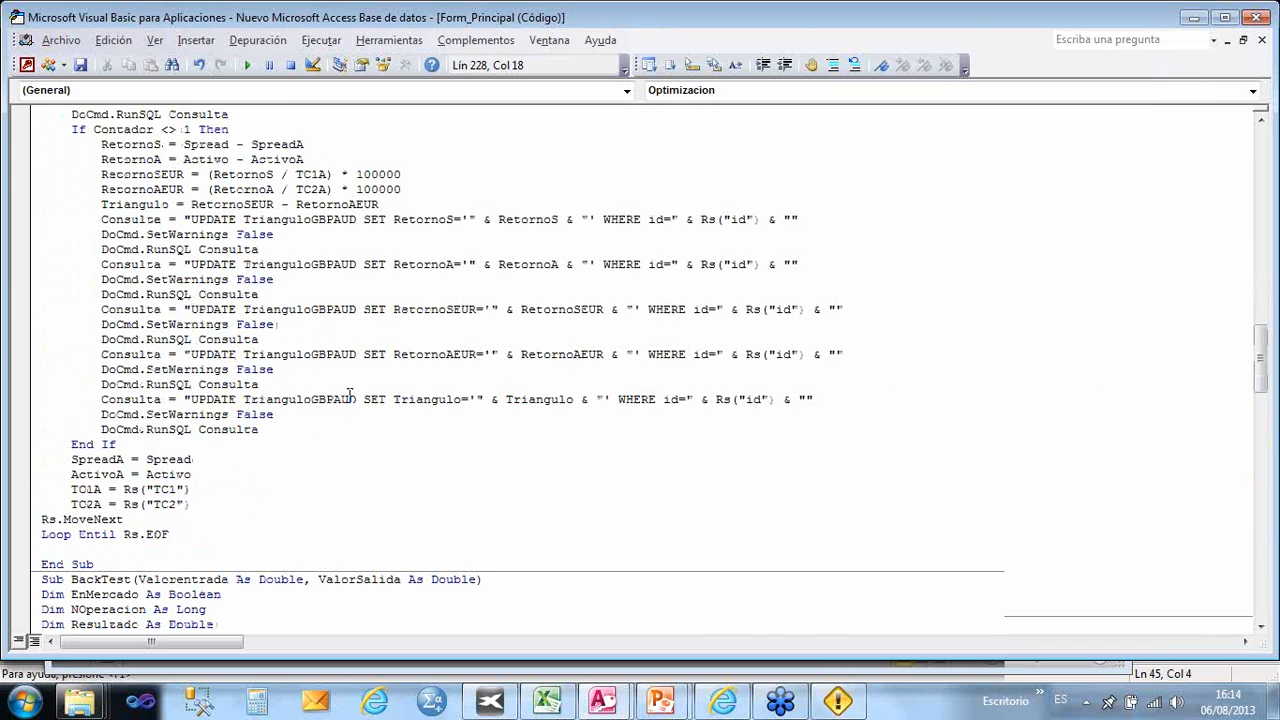 Microsoft Visual Basic para Aplicaciones - Nuevo Microsoft Access Base de datos - [Form_Principal (Código)]
Archivo Edición Ver Insertar Depuración Ejecutar Herramientas Complementos Ventana Ayuda Escriba una pregunta
Lín 228, Col 18
(General) Optimizacion
DoCmd.RunSQL Consulta
If Contador <> 1 Then
RetornoS = Spread - SpreadA
RetornoA = Activo - ActivoA
RetornoSEUR = (RetornoS / TC1A) * 100000
RetornoAEUR = (RetornoA / TC2A) * 100000
Triangulo = RetornoSEUR - RetornoAEUR
Consulta = "UPDATE TrianguloGBPAUD SET RetornoS='" & RetornoS & "' WHERE id=" & Rs("id") & ""
DoCmd.SetWarnings False
DoCmd.RunSQL Consulta
Consulta = "UPDATE TrianguloGBPAUD SET RetornoA='" & RetornoA & "' WHERE id=" & Rs("id") & ""
DoCmd.SetWarnings False
DoCmd.RunSQL Consulta
Consulta = "UPDATE TrianguloGBPAUD SET RetornoSEUR='" & RetornoSEUR & "' WHERE id=" & Rs("id") & ""
DoCmd.SetWarnings False
DoCmd.RunSQL Consulta
Consulta = "UPDATE TrianguloGBPAUD SET RetornoAEUR='" & RetornoAEUR & "' WHERE id=" & Rs("id") & ""
DoCmd.SetWarnings False
DoCmd.RunSQL Consulta
Consulta = "UPDATE TrianguloGBPAUD SET Triangulo='" & Triangulo & "' WHERE id=" & Rs("id") & ""
DoCmd.SetWarnings False
DoCmd.RunSQL Consulta
End If
SpreadA = Spread
ActivoA = Activo
TC1A = Rs("TC1")
TC2A = Rs("TC2")
Rs.MoveNext
Loop Until Rs.EOF
End Sub
Sub BackTest(Valorentrada As Double, ValorSalida As Double)
Dim EnMercado As Boolean
Dim NOperacion As Long
Dim Resultado As Double
Para ayuda, presione <F1> Ln 45, Col 4
Escritorio » ES 16:14
06/08/2013